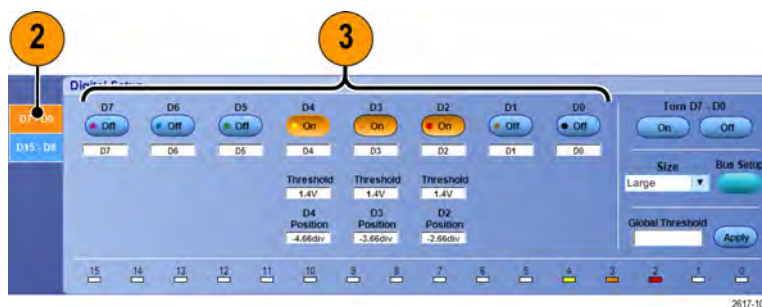 2 3
Digital Setup
D7 - D0
D15 - D8
D7 D6 D5 D4 D3 D2 D1 D0
Off Off Off On On On Off Off
D7 D6 D5 D4 D3 D2 D1 D0
Threshold Threshold Threshold
1.4V 1.4V 1.4V
D4 Position D3 Position D2 Position
-4.66div -3.66div -2.66div
Turn D7 - D0
On Off
Size Bus Setup
Large
Global Threshold
Apply
15 14 13 12 11 10 9 8 7 6 5 4 3 2 1 0